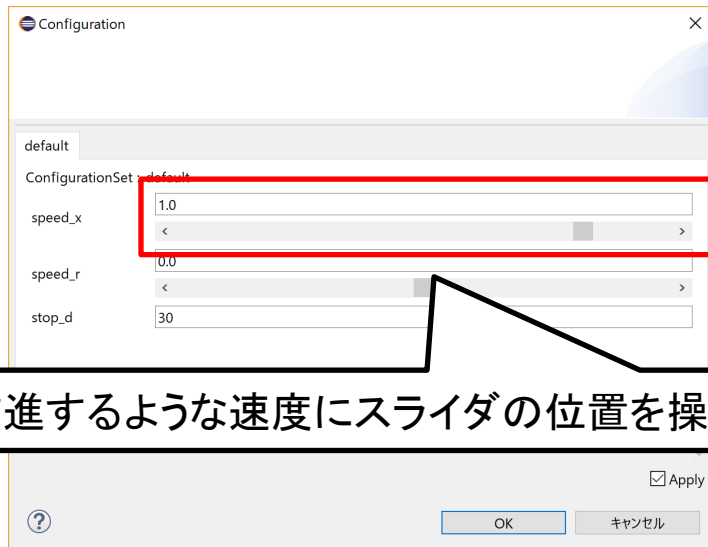 Configuration
default
ConfigurationSet : default
speed_x
1.0
speed_r
0.0
stop_d
30
進するような速度にスライダの位置を操
Apply
OK
キャンセル